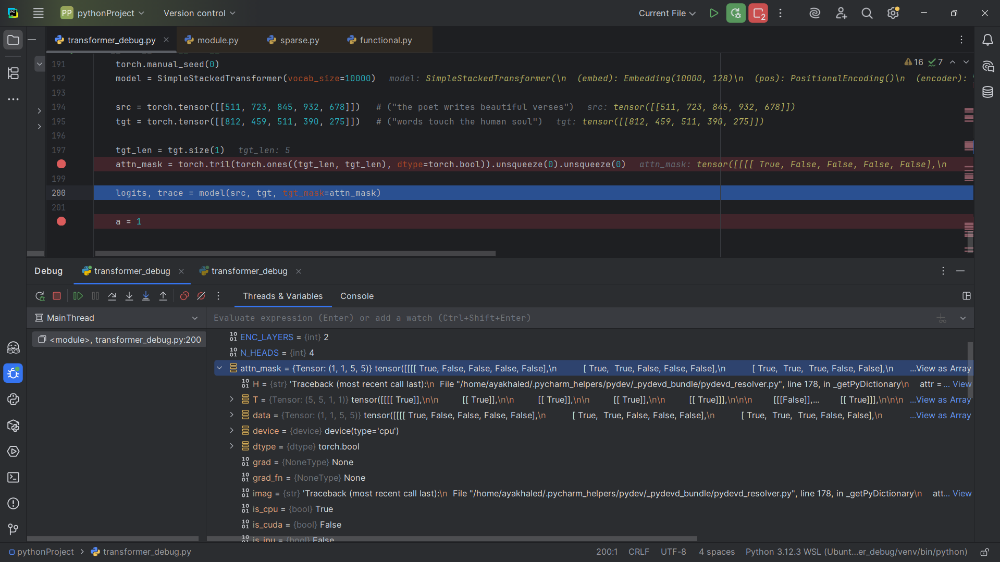 PP pythonProject Version control Current File 2
transformer_debug.py module.py sparse.py functional.py
191 torch.manual_seed(0) 16 7
192 model = SimpleStackedTransformer(vocab_size=10000) model: SimpleStackedTransformer(\n (embed): Embedding(10000, 128)\n (pos): PositionalEncoding()\n (encoder):
193
194 src = torch.tensor([[511, 723, 845, 932, 678]]) # ("the poet writes beautiful verses") src: tensor([[511, 723, 845, 932, 678]])
195 tgt = torch.tensor([[812, 459, 511, 390, 275]]) # ("words touch the human soul") tgt: tensor([[812, 459, 511, 390, 275]])
196
197 tgt_len = tgt.size(1) tgt_len: 5
attn_mask = torch.tril(torch.ones((tgt_len, tgt_len), dtype=torch.bool)).unsqueeze(0).unsqueeze(0) attn_mask: tensor([[[[ True, False, False, False, False],\n
199
200 logits, trace = model(src, tgt, tgt_mask=attn_mask)
201
a = 1
Debug transformer_debug transformer_debug
Threads & Variables Console
MainThread Evaluate expression (Enter) or add a watch (Ctrl+Shift+Enter)
<module>, transformer_debug.py:200
ENC_LAYERS = {int} 2
N_HEADS = {int} 4
attn_mask = {Tensor: (1, 1, 5, 5)} tensor([[[[ True, False, False, False, False],\n [ True, True, False, False, False],\n [ True, True, True, False, False],\n ...View as Array
H = {str} 'Traceback (most recent call last):\n File "/home/ayakhaled/.pycharm_helpers/pydev/_pydevd_bundle/pydevd_resolver.py", line 178, in _getPyDictionary\n attr =... View
T = {Tensor: (5, 5, 1, 1)} tensor([[[[ True]],\n\n [[ True]],\n\n [[ True]],\n\n [[ True]],\n\n [[ True]]],\n\n\n [[[False]],... [[ True]]],\n\n\n ...View as Array
data = {Tensor: (1, 1, 5, 5)} tensor([[[[ True, False, False, False, False],\n [ True, True, False, False, False],\n [ True, True, True, False, False],\n ...View as Array
device = {device} device(type='cpu')
dtype = {dtype} torch.bool
grad = {NoneType} None
grad_fn = {NoneType} None
imag = {str} 'Traceback (most recent call last):\n File "/home/ayakhaled/.pycharm_helpers/pydev/_pydevd_bundle/pydevd_resolver.py", line 178, in _getPyDictionary\n att... View
is_cpu = {bool} True
is_cuda = {bool} False
is_ipu = {bool} False
pythonProject > transformer_debug.py 200:1 CRLF UTF-8 4 spaces Python 3.12.3 WSL (Ubunt...er_debug/venv/bin/python)